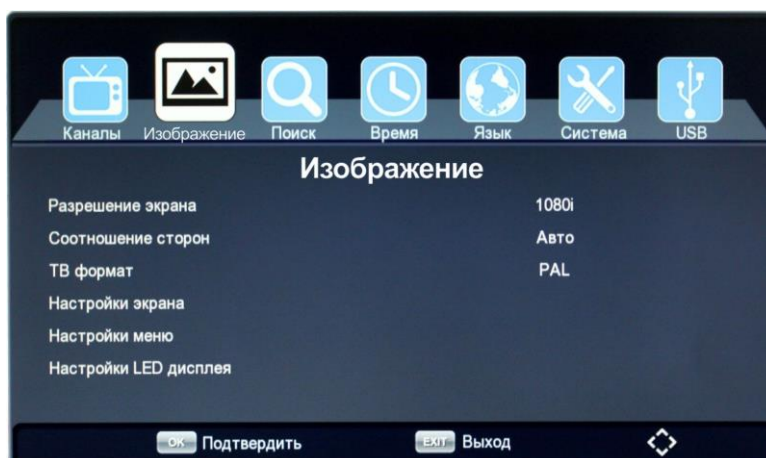 Каналы Изображение Поиск Время Язык Система USB
Изображение
Разрешение экрана 1080i
Соотношение сторон Авто
ТВ формат PAL
Настройки экрана
Настройки меню
Настройки LED дисплея
OK Подтвердить EXIT Выход